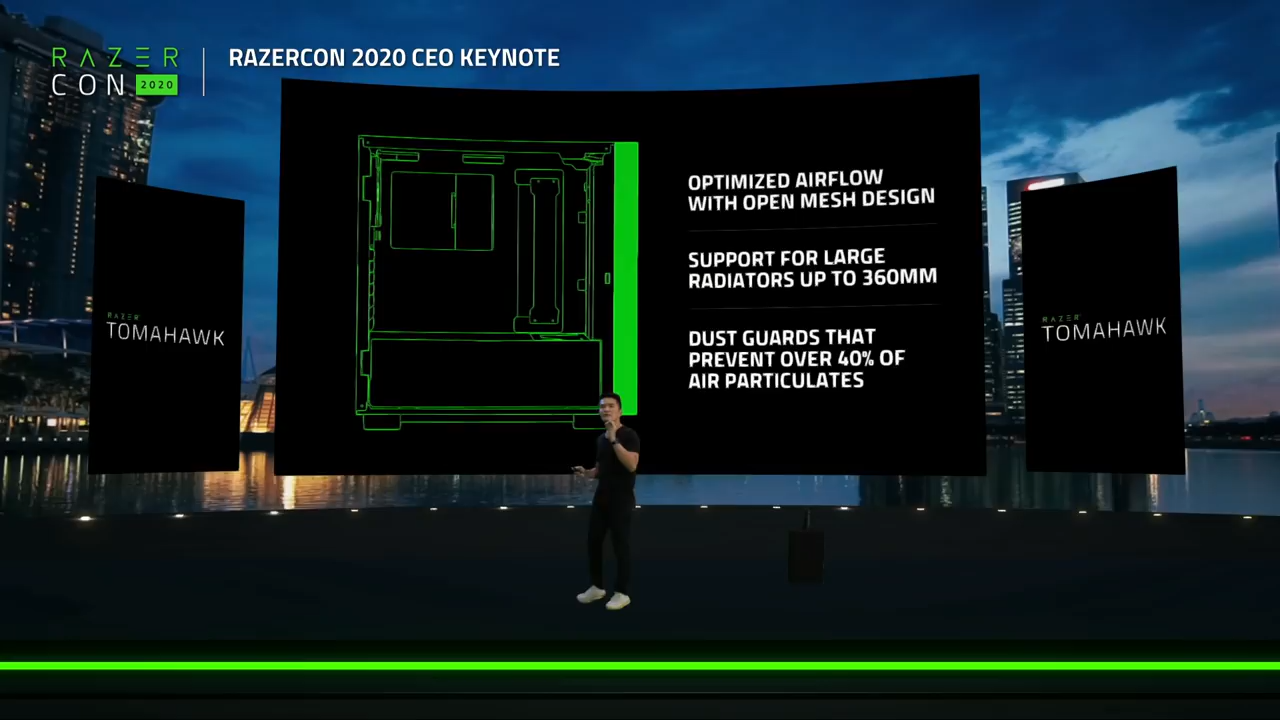 RAZER
CON 2020
RAZERCON 2020 CEO KEYNOTE
OPTIMIZED AIRFLOW
WITH OPEN MESH DESIGN
SUPPORT FOR LARGE
RADIATORS UP TO 360MM
DUST GUARDS THAT
PREVENT OVER 40% OF
AIR PARTICULATES
RAZER
TOMAHAWK
RAZER
TOMAHAWK